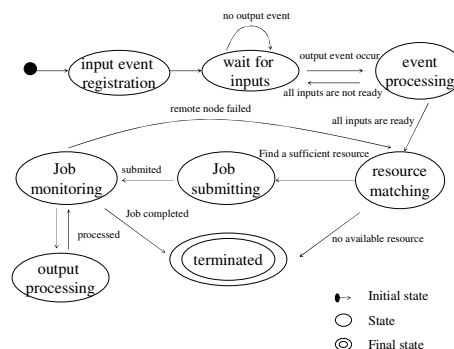 no output event
input event
registration
wait for
inputs
output event occur
all inputs are not ready
event
processing
remote node failed
all inputs are ready
Job
monitoring
submited
Job
submitting
Find a sufficient resource
resource
matching
Job completed
processed
no available resource
terminated
output
processing
Initial state
State
Final state